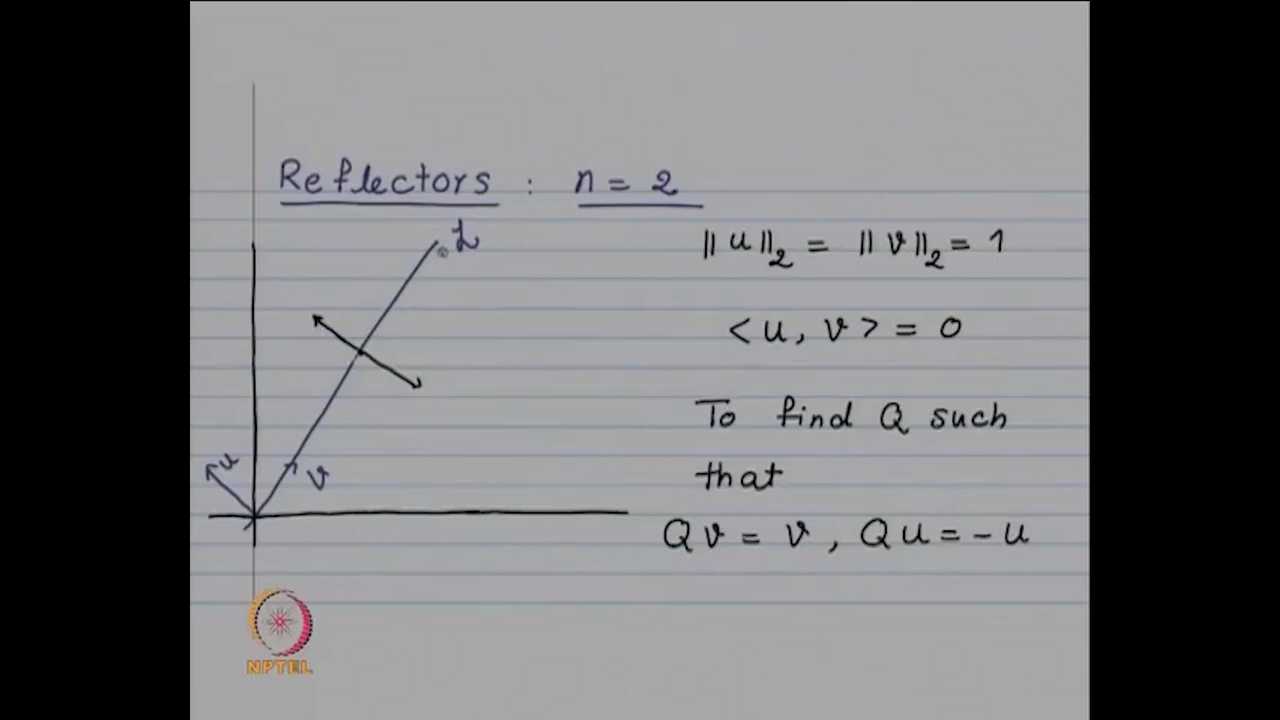 Reflectors : n = 2
L
u
v
||u||₂ = ||v||₂ = 1
<u, v> = 0
To find Q such
that
Qv = v, Qu = -u
NPTEL